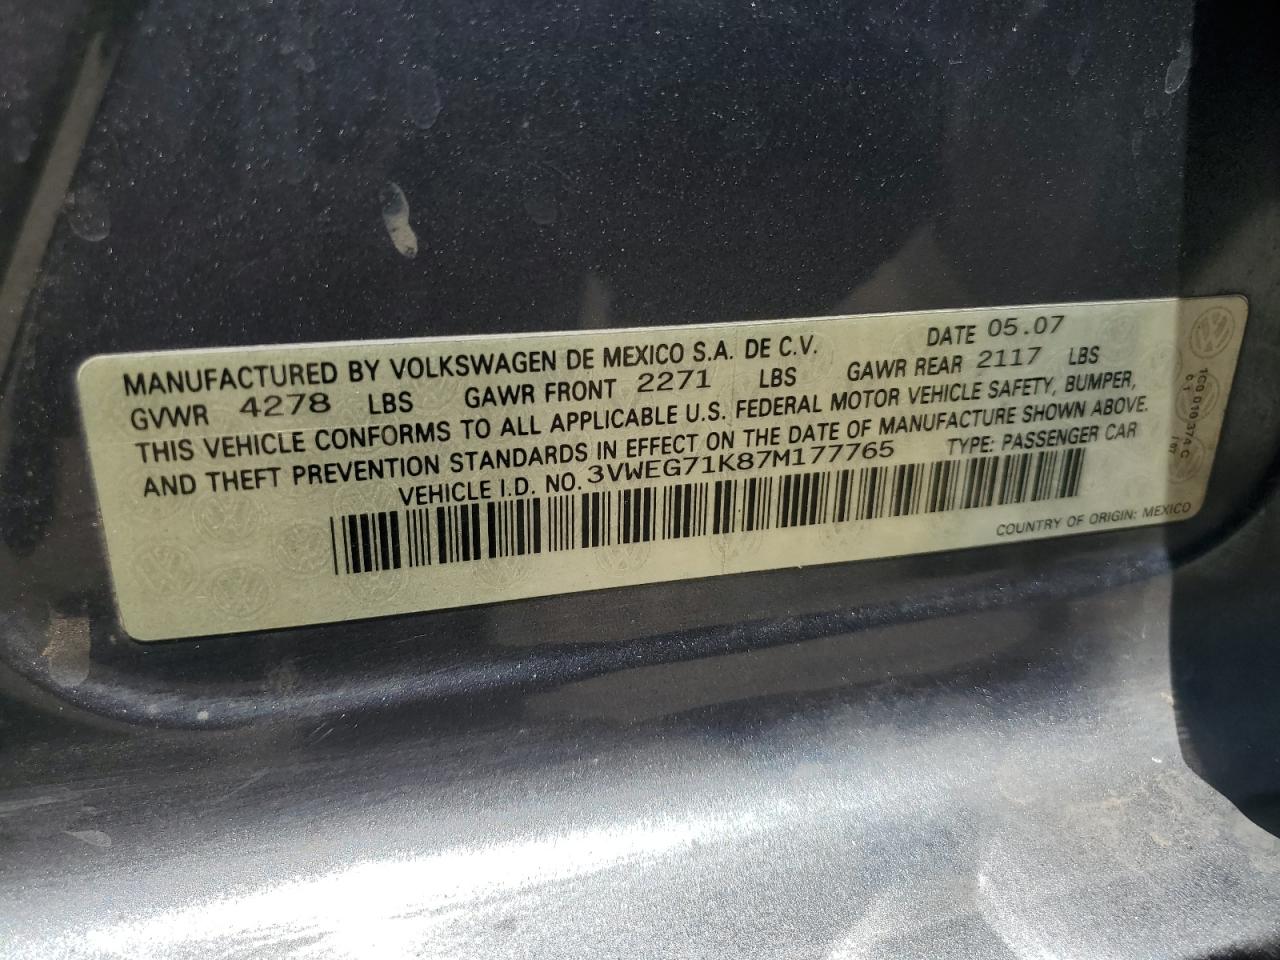 MANUFACTURED BY VOLKSWAGEN DE MEXICO S.A. DE C.V. DATE 05.07
GVWR 4278 LBS GAWR FRONT 2271 LBS GAWR REAR 2117 LBS
THIS VEHICLE CONFORMS TO ALL APPLICABLE U.S. FEDERAL MOTOR VEHICLE SAFETY, BUMPER,
AND THEFT PREVENTION STANDARDS IN EFFECT ON THE DATE OF MANUFACTURE SHOWN ABOVE.
VEHICLE I.D. NO. 3VWEG71K87M177765 TYPE: PASSENGER CAR
COUNTRY OF ORIGIN: MEXICO